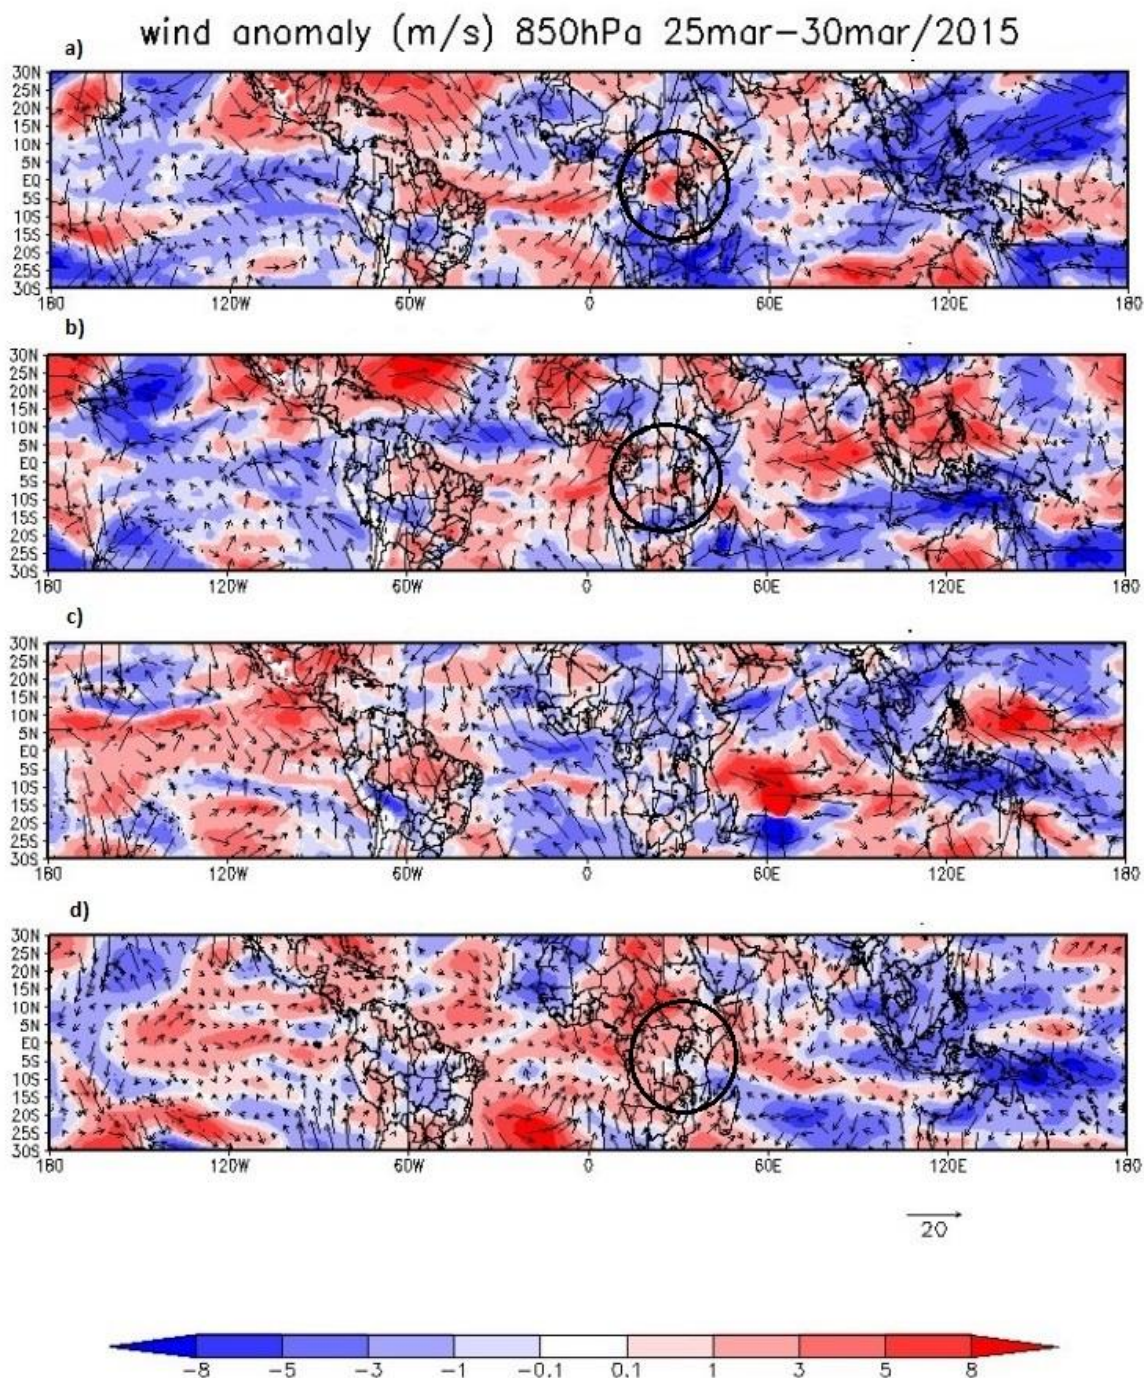 wind anomaly (m/s) 850hPa 25mar-30mar/2015
a)
30N
25N
20N
15N
10N
5N
EQ
5S
10S
15S
20S
25S
30S
180 120W 60W 0 60E 120E 180
b)
30N
25N
20N
15N
10N
5N
EQ
5S
10S
15S
20S
25S
30S
180 120W 60W 0 60E 120E 180
c)
30N
25N
20N
15N
10N
5N
EQ
5S
10S
15S
20S
25S
30S
180 120W 60W 0 60E 120E 180
d)
30N
25N
20N
15N
10N
5N
EQ
5S
10S
15S
20S
25S
30S
180 120W 60W 0 60E 120E 180
20
-8 -5 -3 -1 -0.1 0.1 1 3 5 8